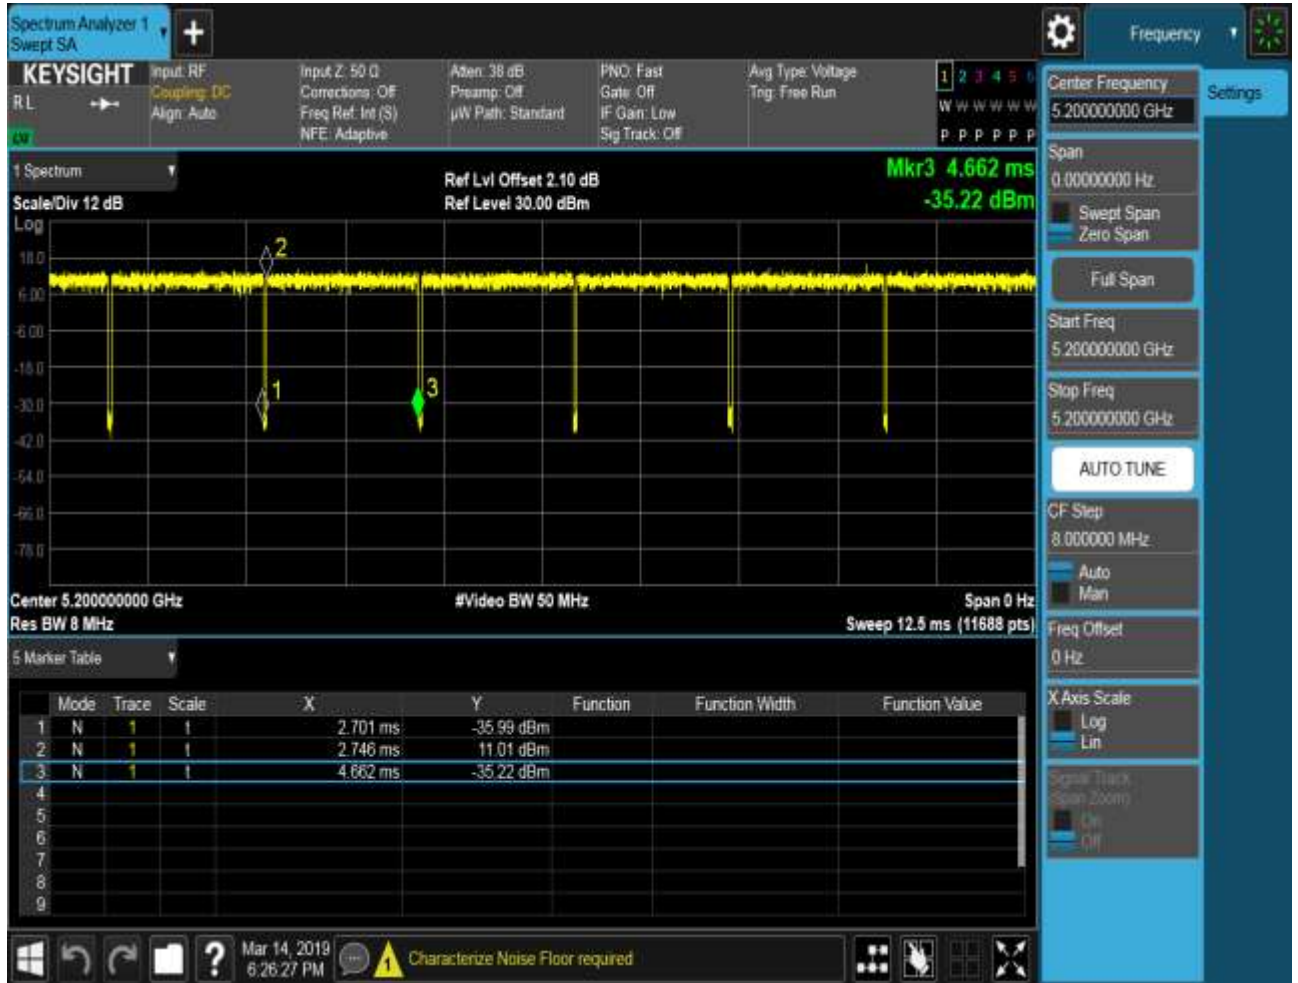 Spectrum Analyzer 1
Swept SA
Frequency
KEYSIGHT
R L
Input: RF
Coupling: DC
Align: Auto
Input Z: 50 Ω
Corrections: Off
Freq Ref: Int (S)
NFE: Adaptive
Atten: 38 dB
Preamp: Off
µW Path: Standard
PNO: Fast
Gate: Off
IF Gain: Low
Sig Track: Off
Avg Type: Voltage
Trig: Free Run
1 2 3 4 5 6
W W W W W W
P P P P P P
1 Spectrum
Scale/Div 12 dB
Ref Lvl Offset 2.10 dB
Ref Level 30.00 dBm
Mkr3 4.662 ms
-35.22 dBm
Log
18.0
6.00
-6.00
-18.0
-30.0
-42.0
-54.0
-66.0
-78.0
2
1
3
Center 5.200000000 GHz
Res BW 8 MHz
#Video BW 50 MHz
Span 0 Hz
Sweep 12.5 ms (11688 pts)
5 Marker Table
Mode Trace Scale X Y Function Function Width Function Value
1 N 1 t 2.701 ms -35.99 dBm
2 N 1 t 2.746 ms 11.01 dBm
3 N 1 t 4.662 ms -35.22 dBm
4
5
6
7
8
9
Mar 14, 2019
6:26:27 PM
1
Characterize Noise Floor required
Center Frequency
5.200000000 GHz
Settings
Span
0.00000000 Hz
Swept Span
Zero Span
Full Span
Start Freq
5.200000000 GHz
Stop Freq
5.200000000 GHz
AUTO TUNE
CF Step
8.000000 MHz
Auto
Man
Freq Offset
0 Hz
X Axis Scale
Log
Lin
Signal Track
(Span Zoom)
On
Off